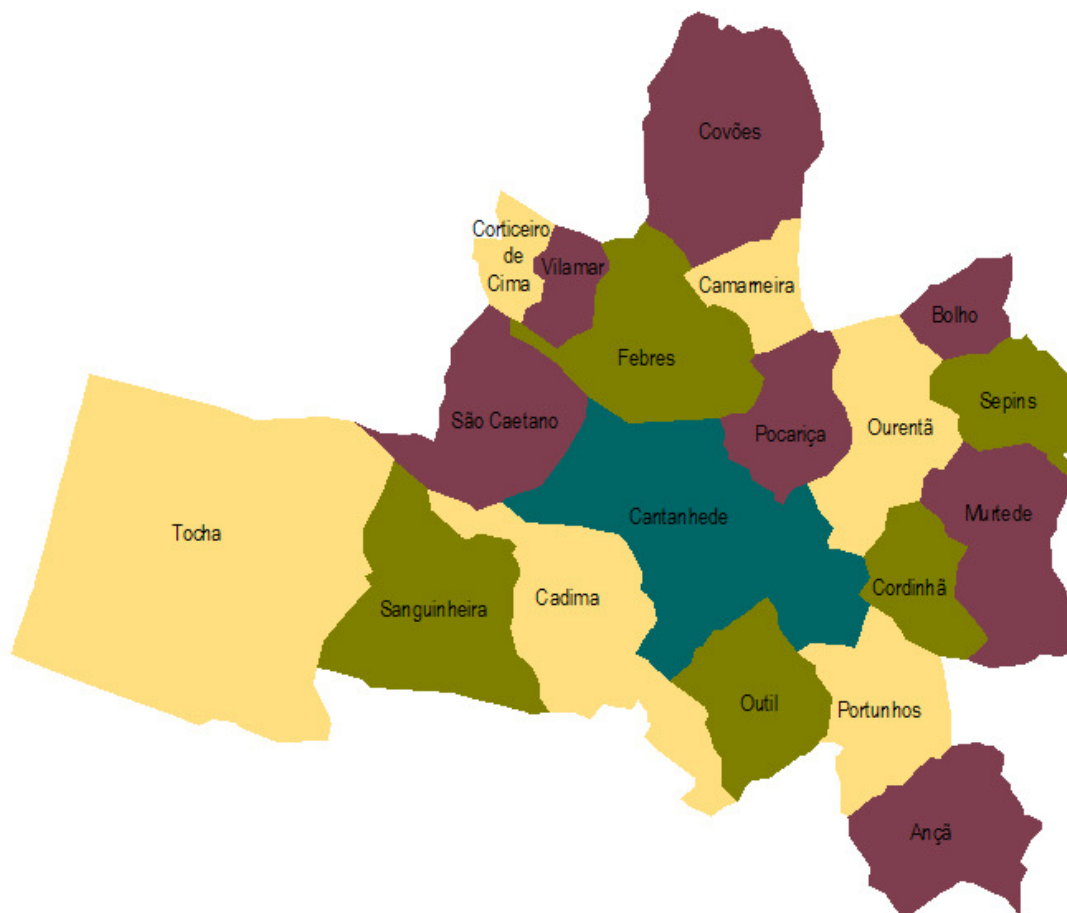 Covões
Corticeiro
de
Cima
Vilamar
Camarneira
Bolho
Febres
Sepins
São Caetano
Pocariça
Ourentã
Tocha
Cantanhede
Murtede
Sanguinheira
Cadima
Cordinhã
Outil
Portunhos
Ançã